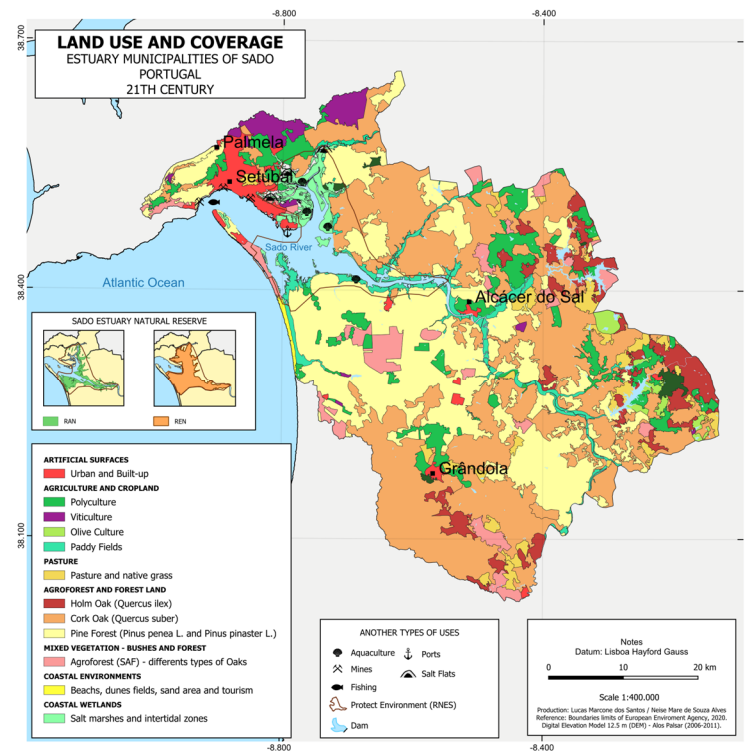 -8.800
-8.400
38.700
LAND USE AND COVERAGE
ESTUARY MUNICIPALITIES OF SADO
PORTUGAL
21TH CENTURY
Palmela
Setúbal
Sado River
Atlantic Ocean
38.400
Alcácer do Sal
SADO ESTUARY NATURAL RESERVE
RAN
REN
Grândola
38.100
ARTIFICIAL SURFACES
Urban and Built-up
AGRICULTURE AND CROPLAND
Polyculture
Viticulture
Olive Culture
Paddy Fields
PASTURE
Pasture and native grass
AGROFOREST AND FOREST LAND
Holm Oak (Quercus ilex)
Cork Oak (Quercus suber)
Pine Forest (Pinus penea L. and Pinus pinaster L.)
MIXED VEGETATION - BUSHES AND FOREST
Agroforest (SAF) - differents types of Oaks
COASTAL ENVIRONMENTS
Beachs, dunes fields, sand area and tourism
COASTAL WETLANDS
Salt marshes and intertidal zones
ANOTHER TYPES OF USES
Aquaculture
Ports
Mines
Salt Flats
Fishing
Protect Environment (RNES)
Dam
Notes
Datum: Lisboa Hayford Gauss
0 10 20 km
Scale 1:400.000
Production: Lucas Marcone dos Santos / Neise Mare de Souza Alves
Reference: Boundaries limits of European Enviroment Agency, 2020.
Digital Elevation Model 12.5 m (DEM) - Alos Palsar (2006-2011).
-8.800
-8.400